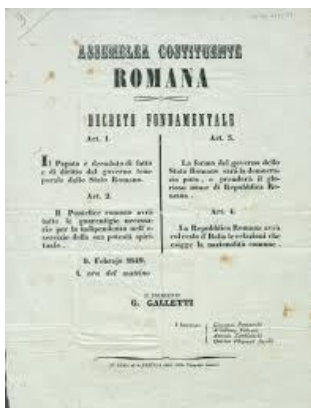 ASSEMBLEA COSTITUENTE
ROMANA
DECRETO FONDAMENTALE
Art. 1.
Il Papato è decaduto di fatto
e di diritto dal governo tem-
porale dello Stato Romano.
Art. 2.
Il Pontefice romano avrà
tutte le guarentigie necessa-
rie per la indipendenza nell'e-
sercizio della sua potestà spiri-
tuale.
Art. 3.
La forma del governo dello
Stato Romano sarà la democra-
zia pura, e prenderà il glo-
rioso nome di Repubblica Ro-
mana.
Art. 4.
La Repubblica Romana avrà
col resto d'Italia le relazioni che
esigge la nazionalità comune.
9. Febrajo 1849.
1. ora del mattino
IL PRESIDENTE
G. GALLETTI
I Segretari